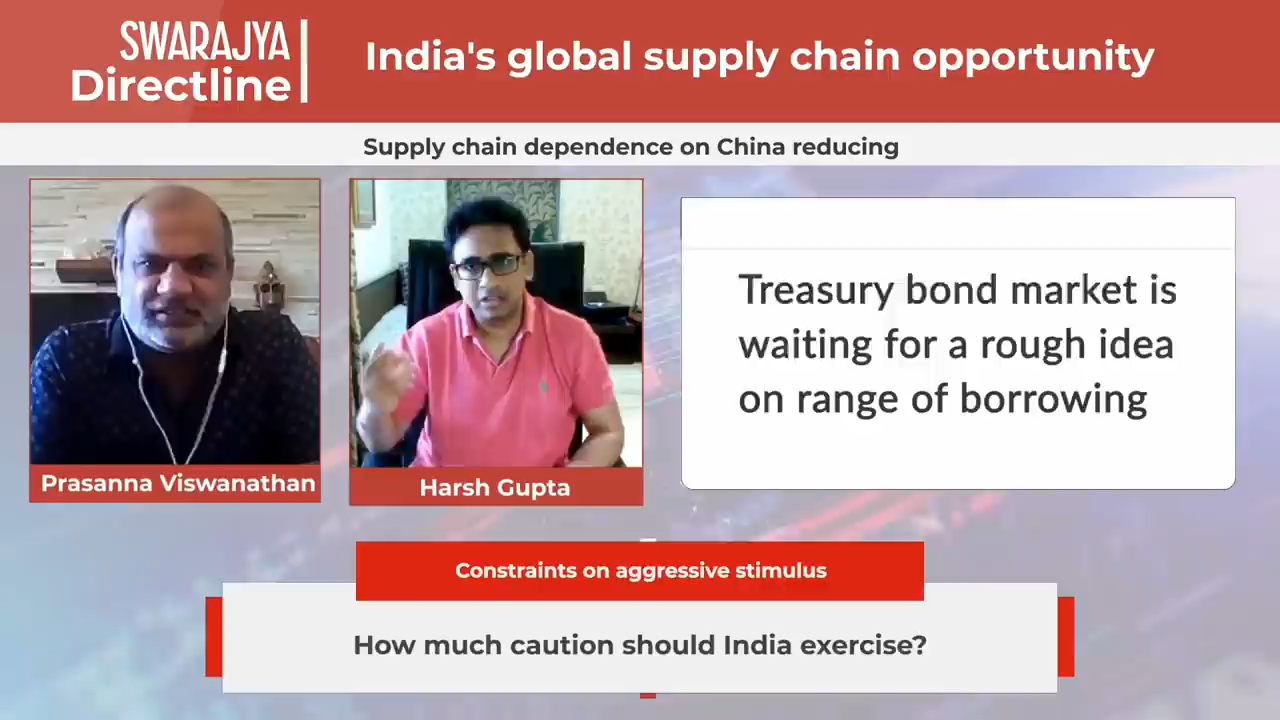 SWARAJYA
Directline
India's global supply chain opportunity
Supply chain dependence on China reducing
Prasanna Viswanathan
Harsh Gupta
Treasury bond market is
waiting for a rough idea
on range of borrowing
Constraints on aggressive stimulus
How much caution should India exercise?